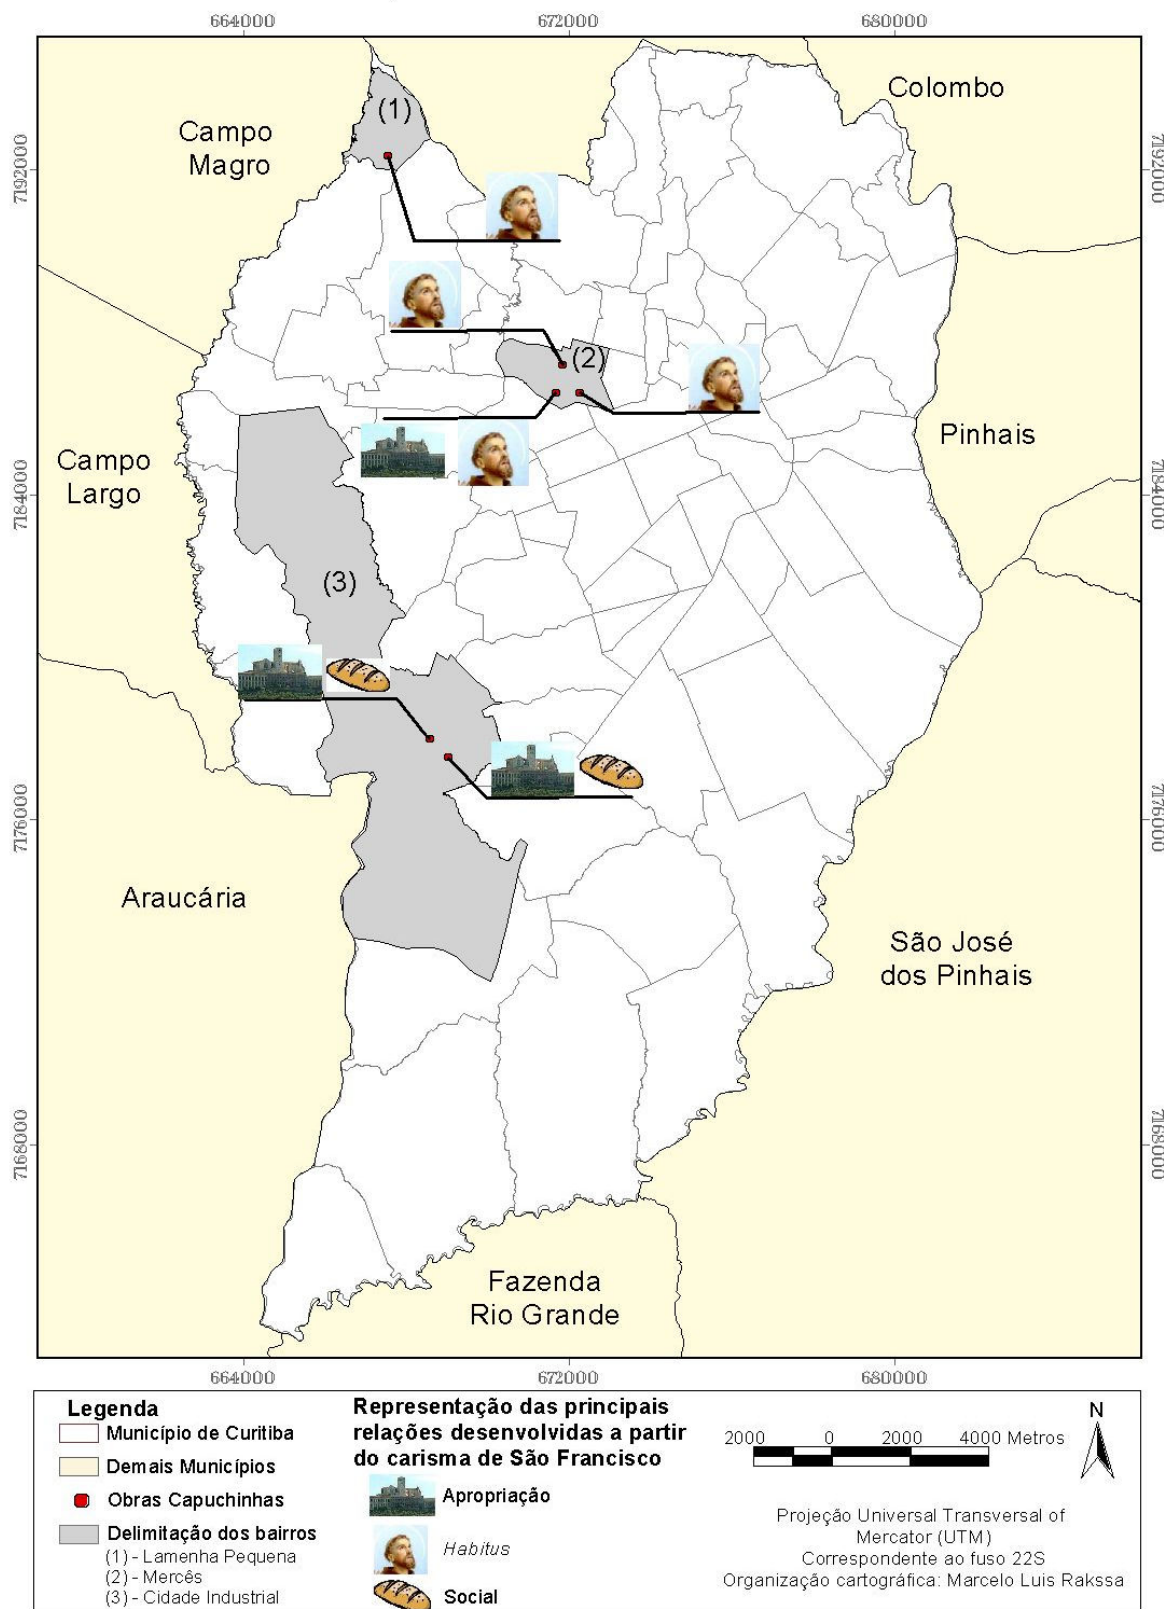 664000
672000
680000
Colombo
(1)
Campo
Magro
7192000
7192000
(2)
Pinhais
Campo
Largo
7184000
7184000
(3)
7176000
7176000
Araucária
São José
dos Pinhais
7168000
7168000
Fazenda
Rio Grande
664000
672000
680000
Legenda
Município de Curitiba
Demais Municípios
Obras Capuchinhas
Delimitação dos bairros
(1) - Lamenha Pequena
(2) - Mercês
(3) - Cidade Industrial
Representação das principais
relações desenvolvidas a partir
do carisma de São Francisco
Apropriação
Habitus
Social
2000 0 2000 4000 Metros
N
Projeção Universal Transversal of
Mercator (UTM)
Correspondente ao fuso 22S
Organização cartográfica: Marcelo Luis Rakssa